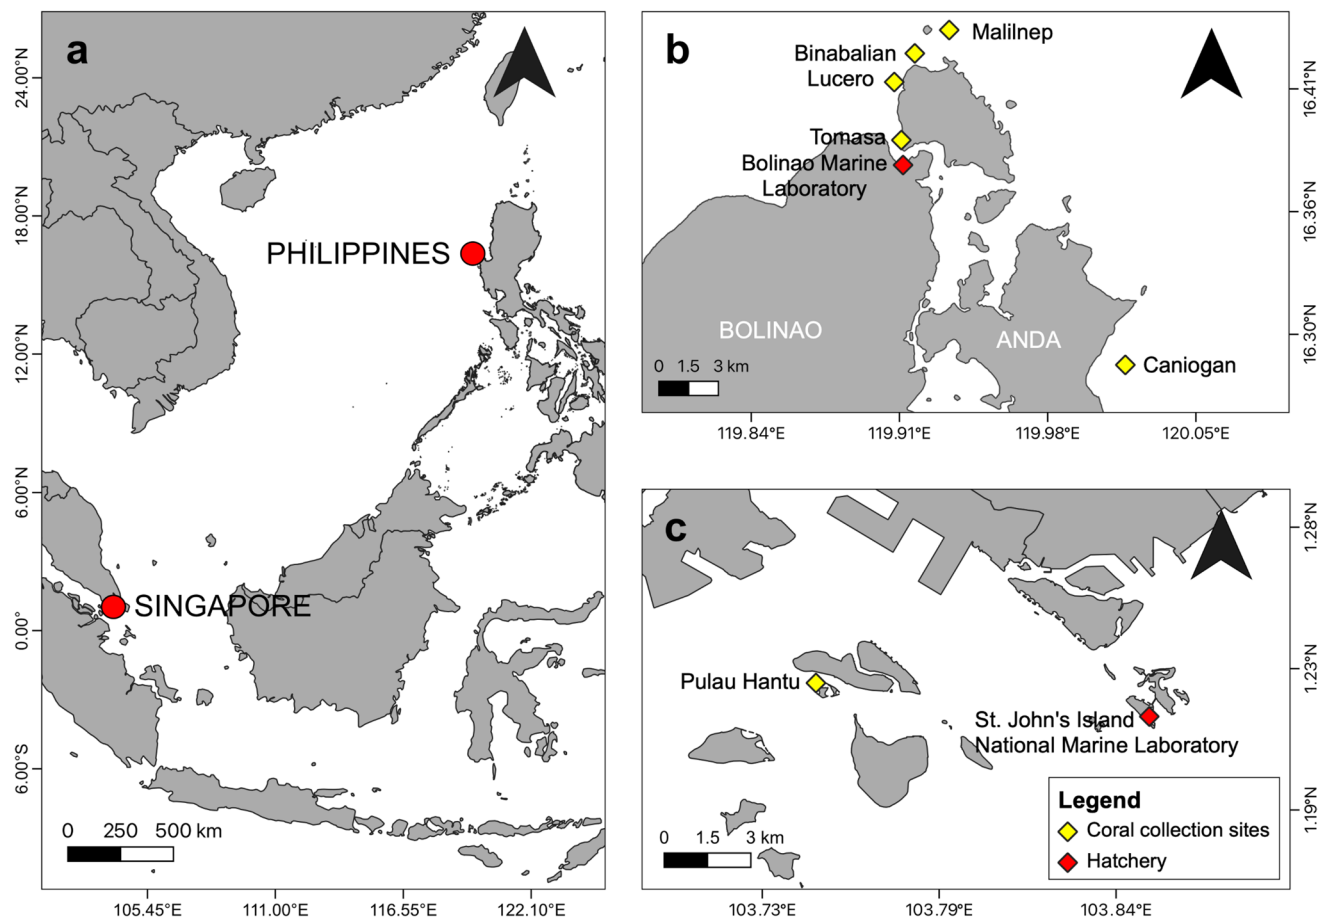 a
24.00°N
18.00°N
12.00°N
6.00°N
0.00°
6.00°S
PHILIPPINES
SINGAPORE
0 250 500 km
105.45°E 111.00°E 116.55°E 122.10°E
b
Malilnep
Binabalian
Lucero
Tomasa
Bolinao Marine
Laboratory
BOLINAO
ANDA
Caniogan
0 1.5 3 km
16.41°N
16.36°N
16.30°N
119.84°E 119.91°E 119.98°E 120.05°E
c
Pulau Hantu
St. John's Island
National Marine Laboratory
1.28°N
1.23°N
1.19°N
0 1.5 3 km
Legend
Coral collection sites
Hatchery
103.73°E 103.79°E 103.84°E